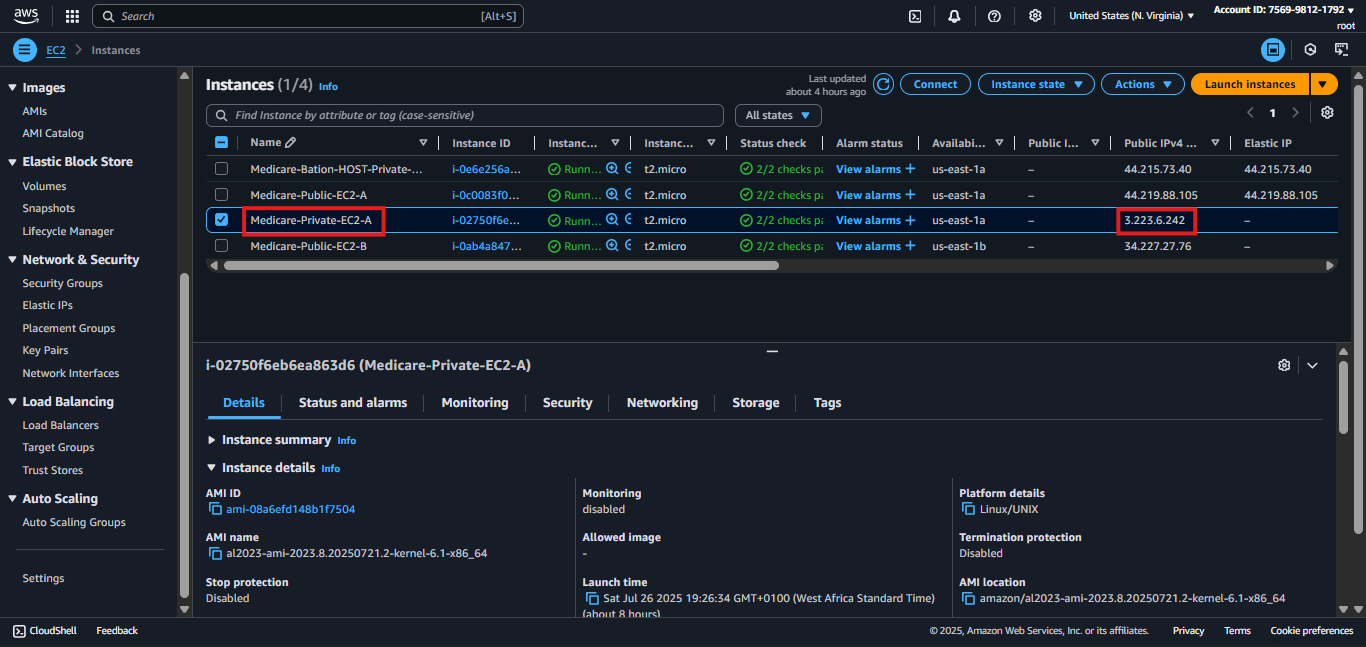 aws
Search [Alt+S]
United States (N. Virginia)
Account ID: 7569-9812-1792
root
EC2 > Instances
Images
AMIs
AMI Catalog
Elastic Block Store
Volumes
Snapshots
Lifecycle Manager
Network & Security
Security Groups
Elastic IPs
Placement Groups
Key Pairs
Network Interfaces
Load Balancing
Load Balancers
Target Groups
Trust Stores
Auto Scaling
Auto Scaling Groups
Settings
Instances (1/4) Info
Last updated
about 4 hours ago
Connect
Instance state
Actions
Launch instances
Find Instance by attribute or tag (case-sensitive)
All states
1
Name Instance ID Instanc... Instanc... Status check Alarm status Availabi... Public I... Public IPv4 ... Elastic IP
Medicare-Bation-HOST-Private-... i-0e6e256a... Runn... t2.micro 2/2 checks pa View alarms + us-east-1a – 44.215.73.40 44.215.73.40
Medicare-Public-EC2-A i-0c0083f0... Runn... t2.micro 2/2 checks pa View alarms + us-east-1a – 44.219.88.105 44.219.88.105
Medicare-Private-EC2-A i-02750f6e... Runn... t2.micro 2/2 checks pa View alarms + us-east-1a – 3.223.6.242 –
Medicare-Public-EC2-B i-0ab4a847... Runn... t2.micro 2/2 checks pa View alarms + us-east-1b – 34.227.27.76 –
i-02750f6eb6ea863d6 (Medicare-Private-EC2-A)
Details Status and alarms Monitoring Security Networking Storage Tags
Instance summary Info
Instance details Info
AMI ID
ami-08a6efd148b1f7504
AMI name
al2023-ami-2023.8.20250721.2-kernel-6.1-x86_64
Stop protection
Disabled
Monitoring
disabled
Allowed image
-
Launch time
Sat Jul 26 2025 19:26:34 GMT+0100 (West Africa Standard Time)
(about 8 hours)
Platform details
Linux/UNIX
Termination protection
Disabled
AMI location
amazon/al2023-ami-2023.8.20250721.2-kernel-6.1-x86_64
CloudShell Feedback
© 2025, Amazon Web Services, Inc. or its affiliates. Privacy Terms Cookie preferences